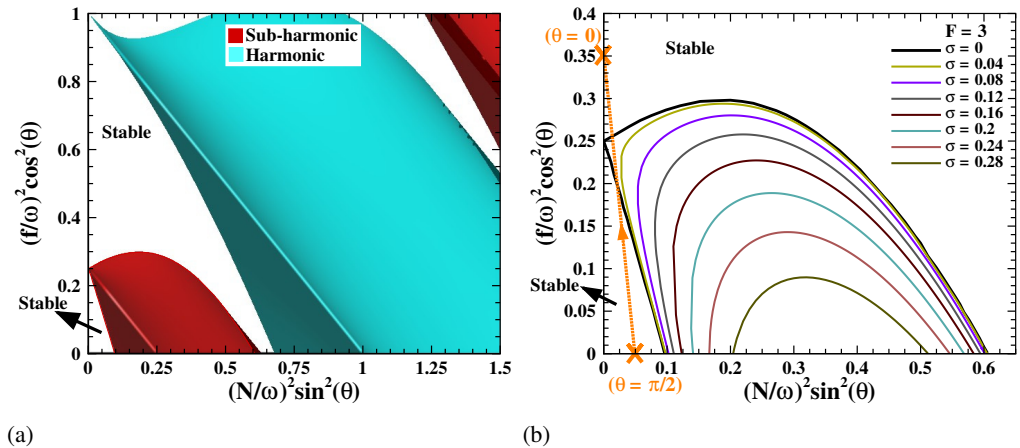 1
0.8
0.6
0.4
0.2
0
0
0.25
0.5
0.75
1
1.25
1.5
(f/ω)²cos²(θ)
(N/ω)²sin²(θ)
Sub-harmonic
Harmonic
Stable
Stable
(a)
0.4
0.35
0.3
0.25
0.2
0.15
0.1
0.05
0
0
0.1
0.2
0.3
0.4
0.5
0.6
(f/ω)²cos²(θ)
(N/ω)²sin²(θ)
(θ = 0)
Stable
F = 3
σ = 0
σ = 0.04
σ = 0.08
σ = 0.12
σ = 0.16
σ = 0.2
σ = 0.24
σ = 0.28
Stable
(θ = π/2)
(b)